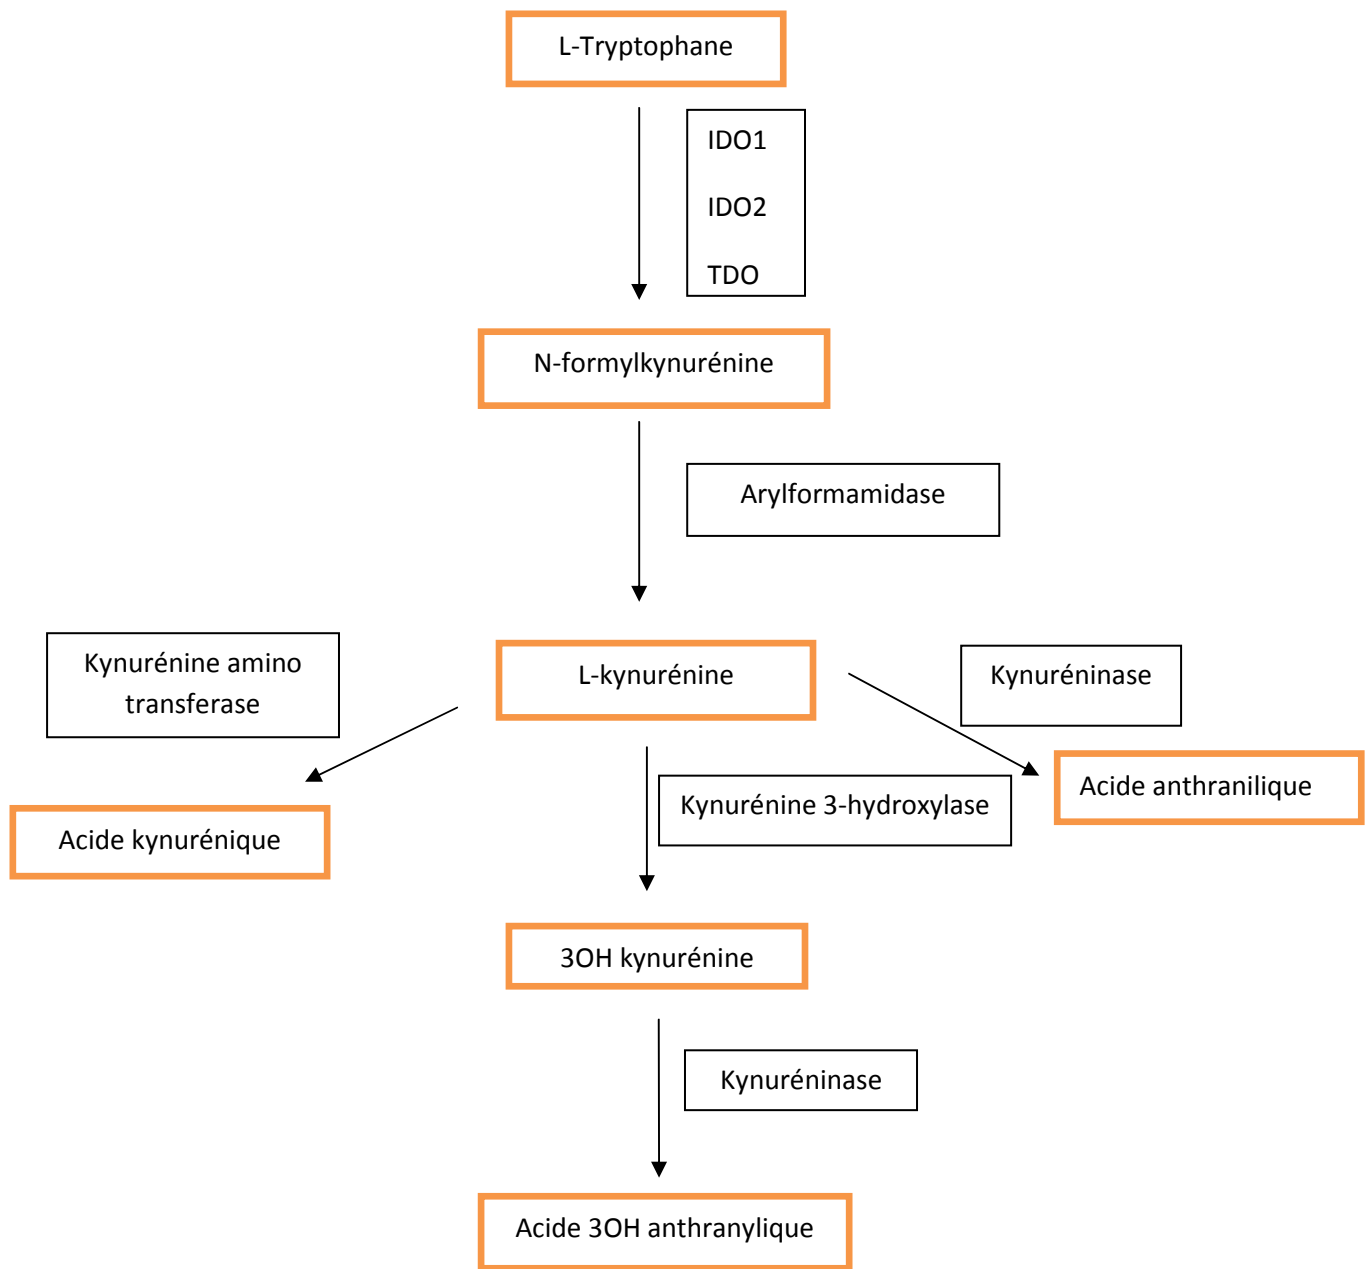 L-Tryptophane
IDO1
IDO2
TDO
N-formylkynurénine
Arylformamidase
Kynurénine amino
transferase
L-kynurénine
Kynuréninase
Acide kynurénique
Kynurénine 3-hydroxylase
Acide anthranilique
3OH kynurénine
Kynuréninase
Acide 3OH anthranylique